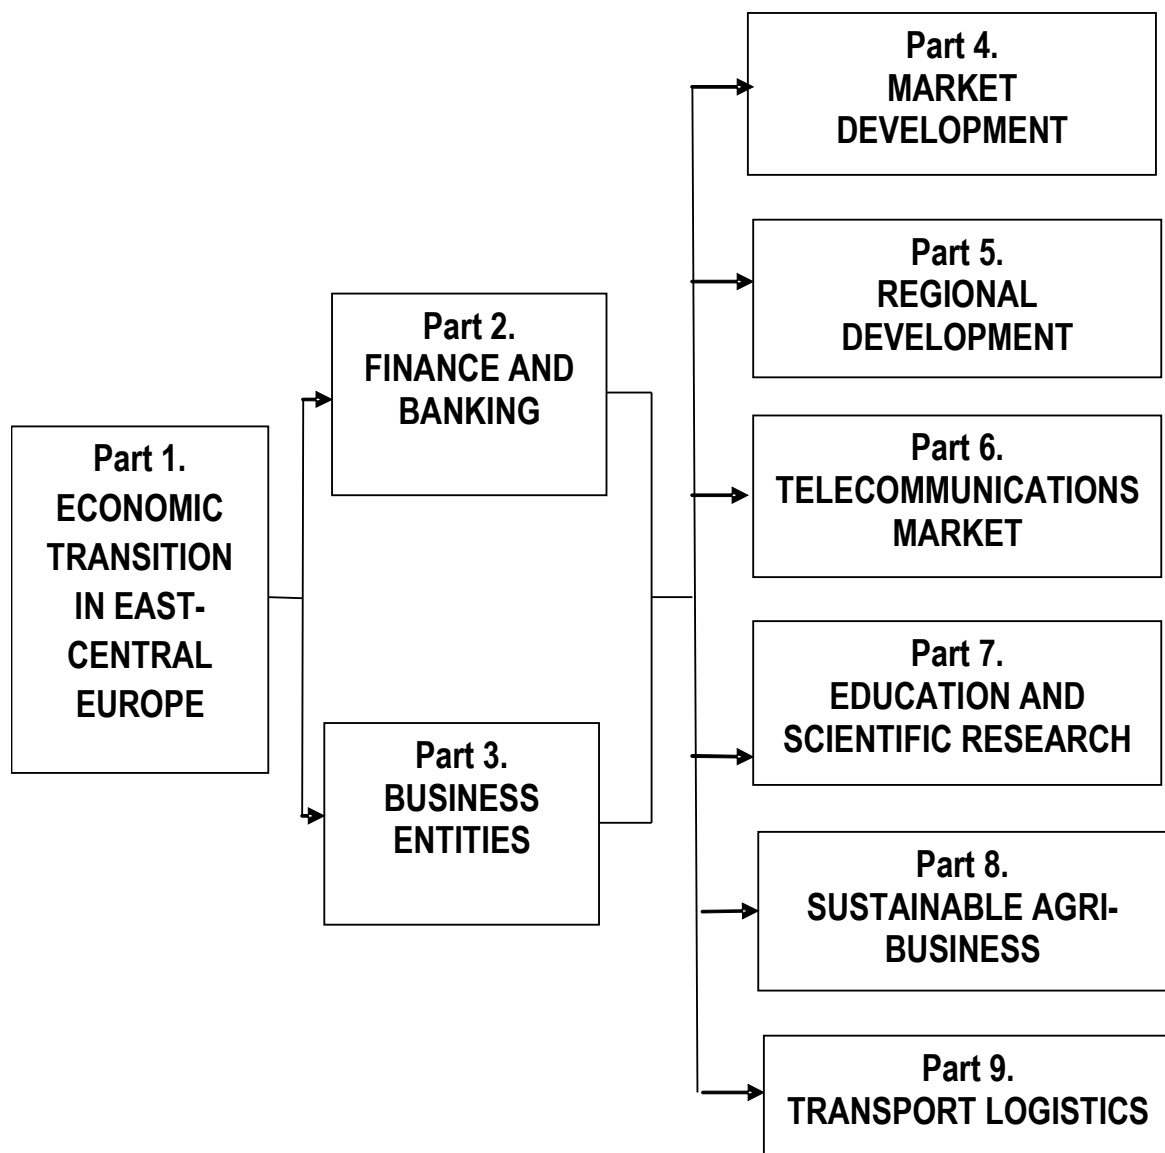 Part 1.
ECONOMIC
TRANSITION
IN EAST-
CENTRAL
EUROPE
Part 2.
FINANCE AND
BANKING
Part 3.
BUSINESS
ENTITIES
Part 4.
MARKET
DEVELOPMENT
Part 5.
REGIONAL
DEVELOPMENT
Part 6.
TELECOMMUNICATIONS
MARKET
Part 7.
EDUCATION AND
SCIENTIFIC RESEARCH
Part 8.
SUSTAINABLE AGRI-
BUSINESS
Part 9.
TRANSPORT LOGISTICS